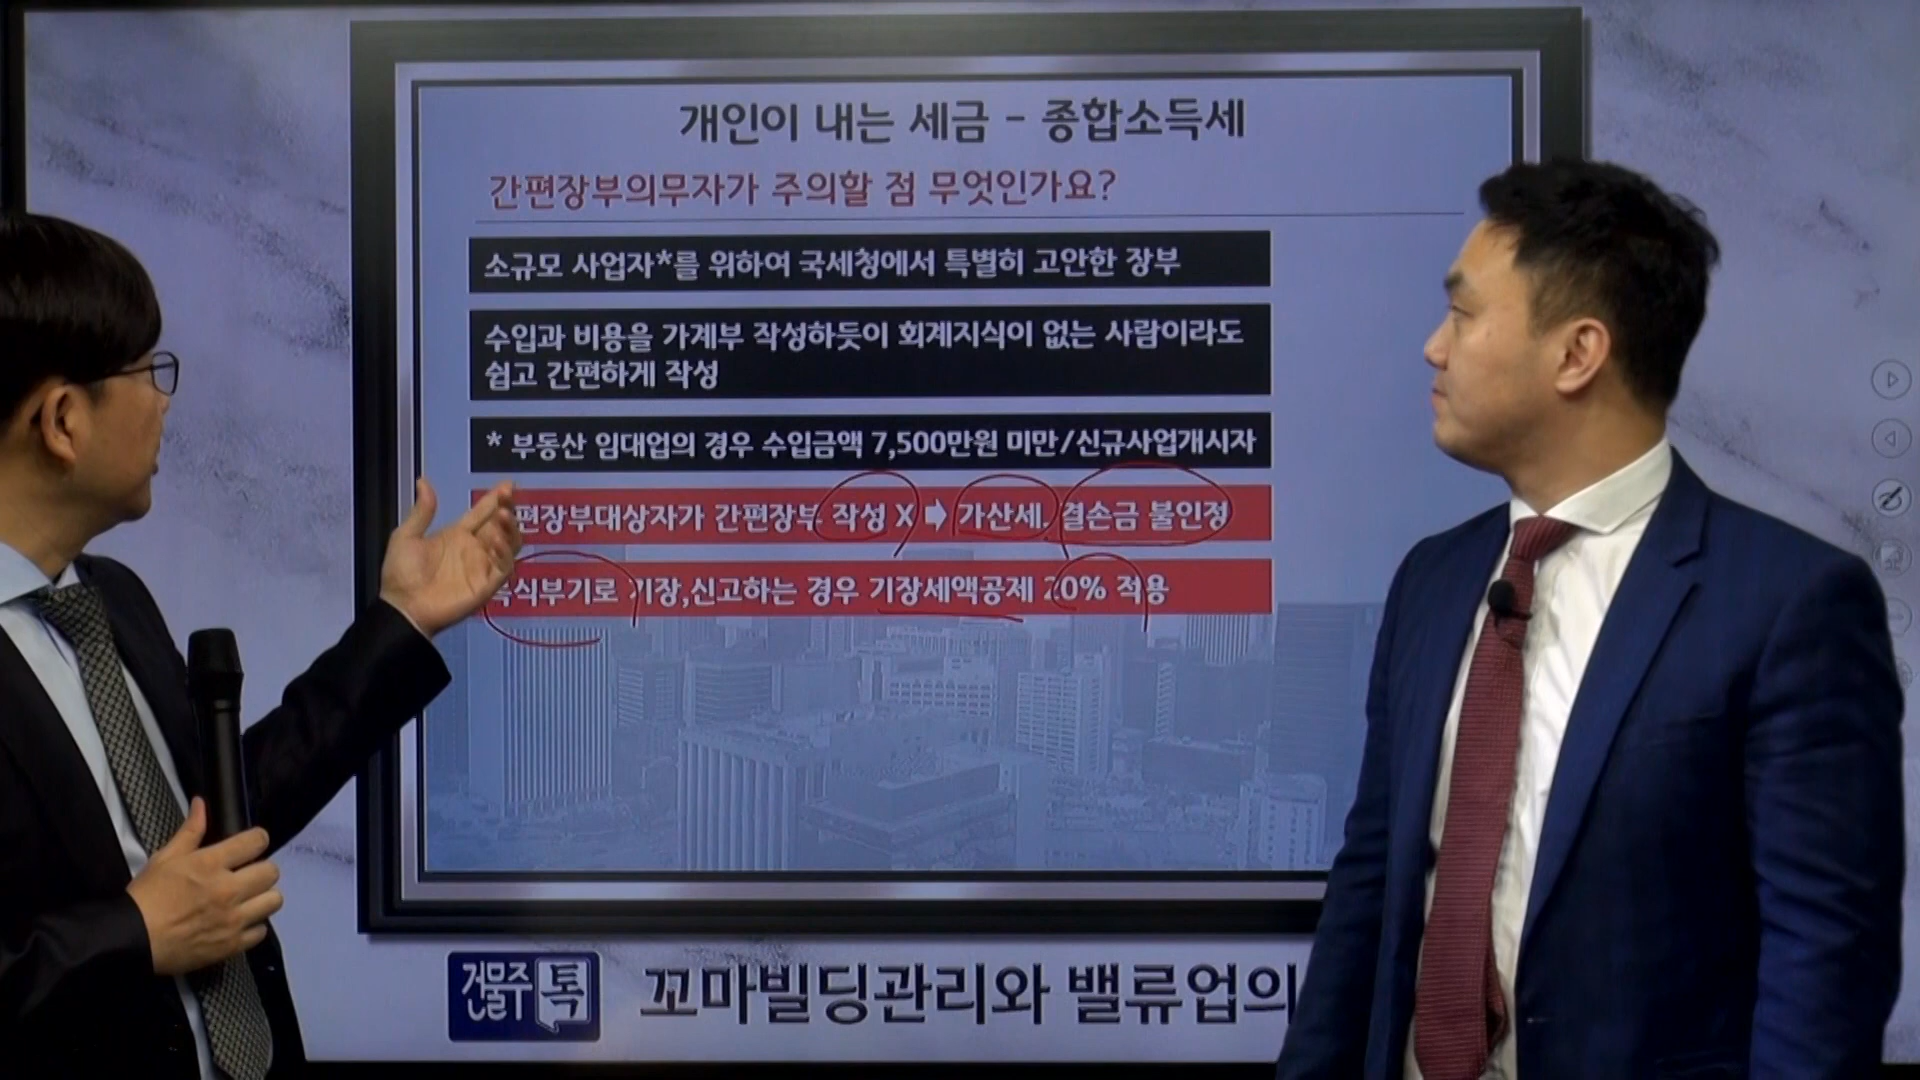 개인이 내는 세금 - 종합소득세
간편장부의무자가 주의할 점 무엇인가요?
소규모 사업자*를 위하여 국세청에서 특별히 고안한 장부
수입과 비용을 가계부 작성하듯이 회계지식이 없는 사람이라도
쉽고 간편하게 작성
* 부동산 임대업의 경우 수입금액 7,500만원 미만/신규사업개시자
편장부대상자가 간편장부 작성 X ➡ 가산세, 결손금 불인정
식부기로 기장,신고하는 경우 기장세액공제 20% 적용
건물주톡
꼬마빌딩관리와 밸류업의